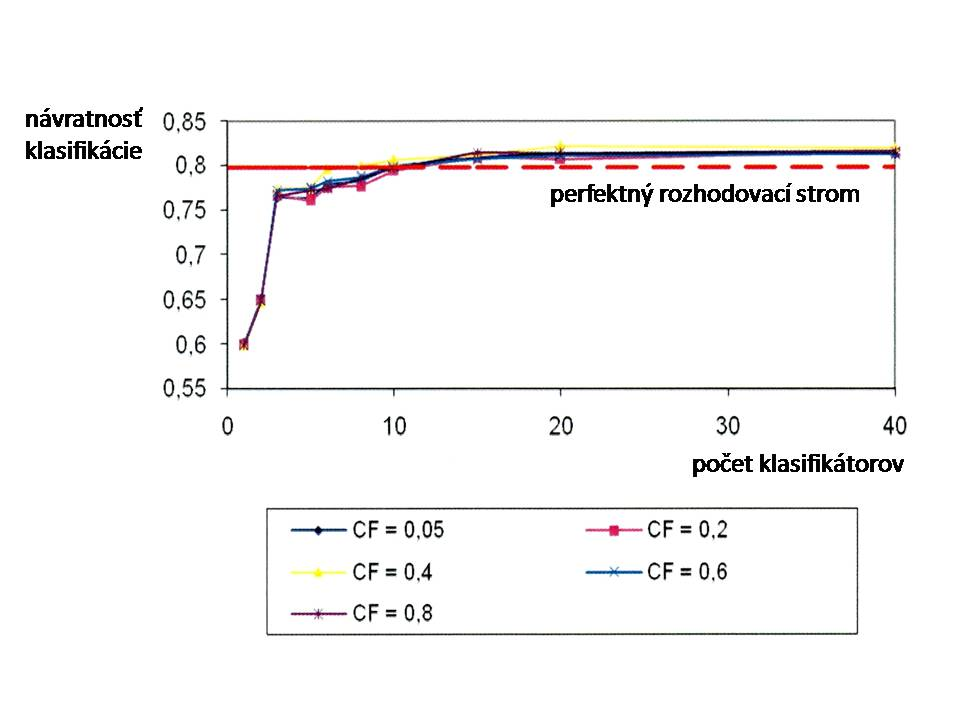 návratnosť
klasifikácie
0,85
0,8
0,75
0,7
0,65
0,6
0,55
perfektný rozhodovací strom
0 10 20 30 40
počet klasifikátorov
CF = 0,05 CF = 0,2
CF = 0,4 CF = 0,6
CF = 0,8